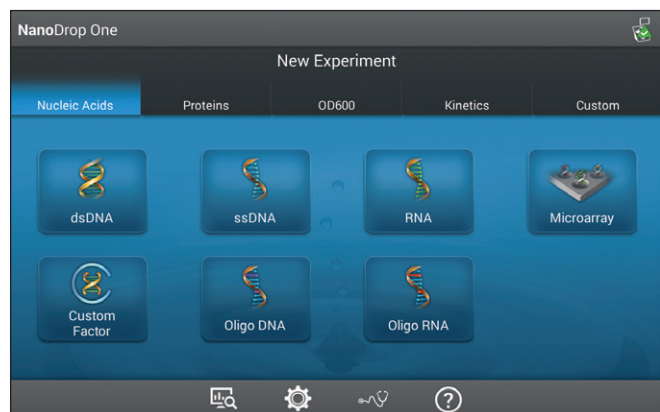 NanoDrop One
New Experiment
Nucleic Acids Proteins OD600 Kinetics Custom
dsDNA ssDNA RNA Microarray
Custom
Factor
Oligo DNA Oligo RNA
?